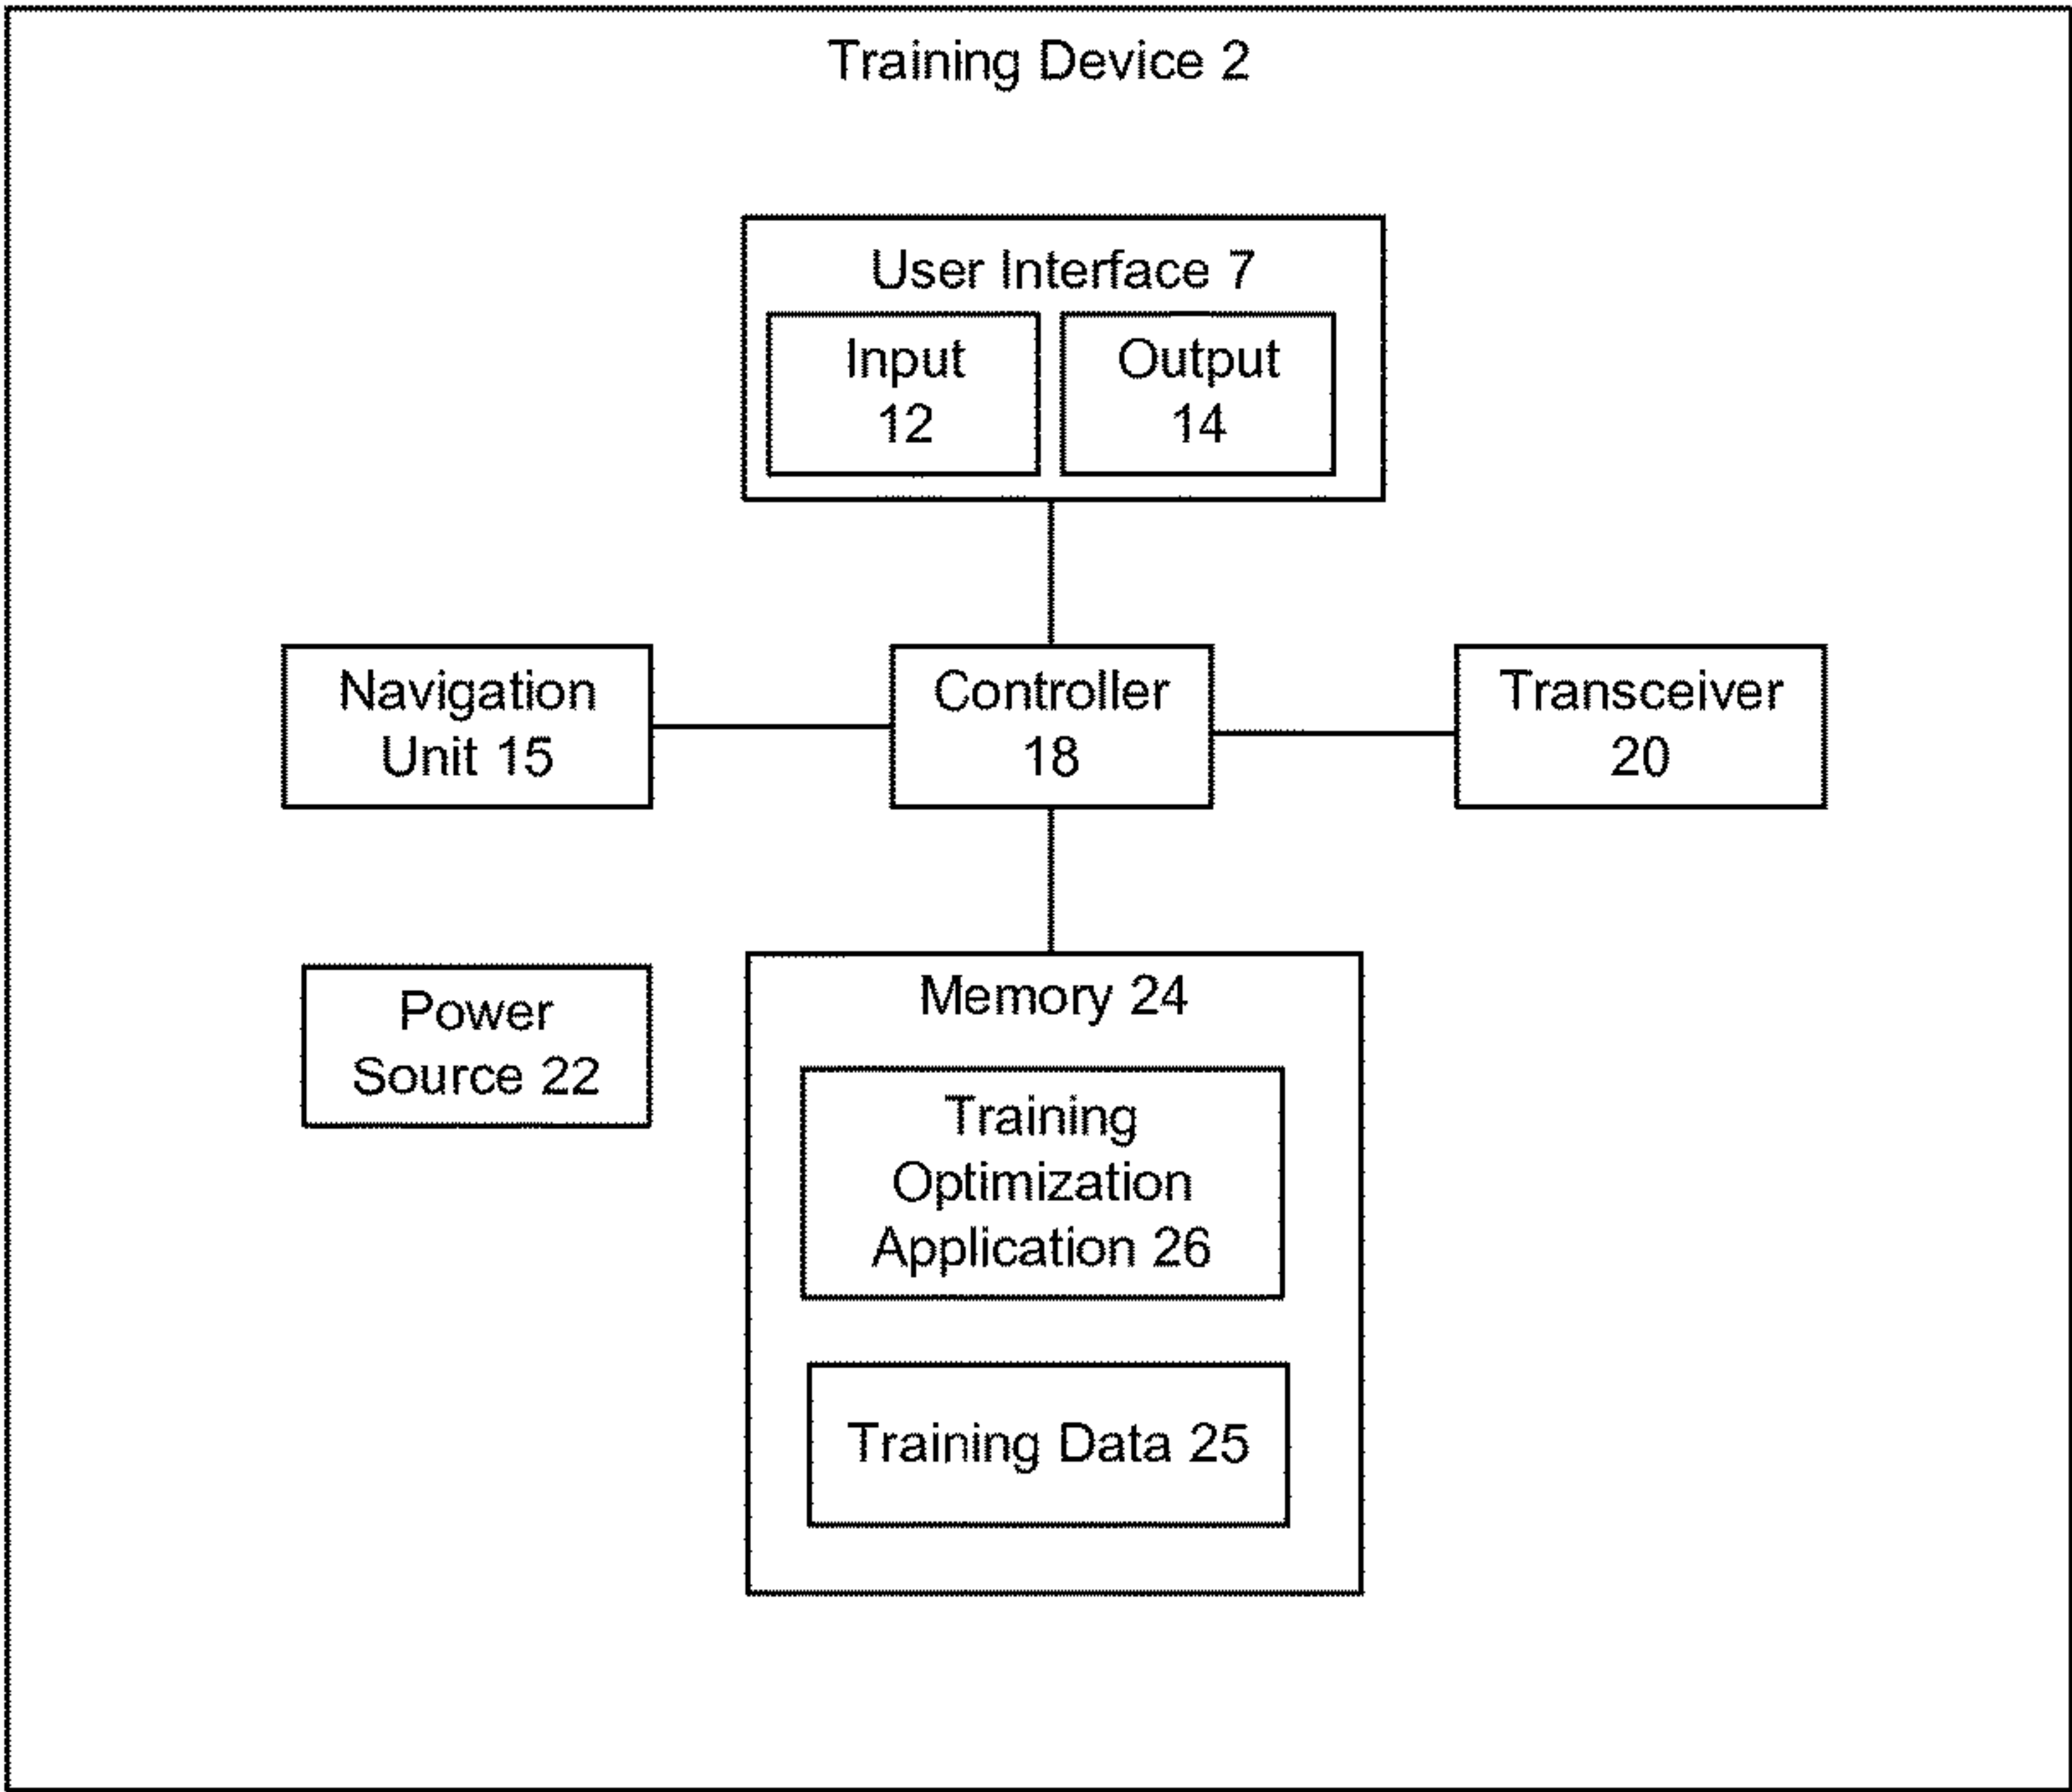 Training Device 2
User Interface 7
Input
12
Output
14
Navigation
Unit 15
Controller
18
Transceiver
20
Power
Source 22
Memory 24
Training
Optimization
Application 26
Training Data 25